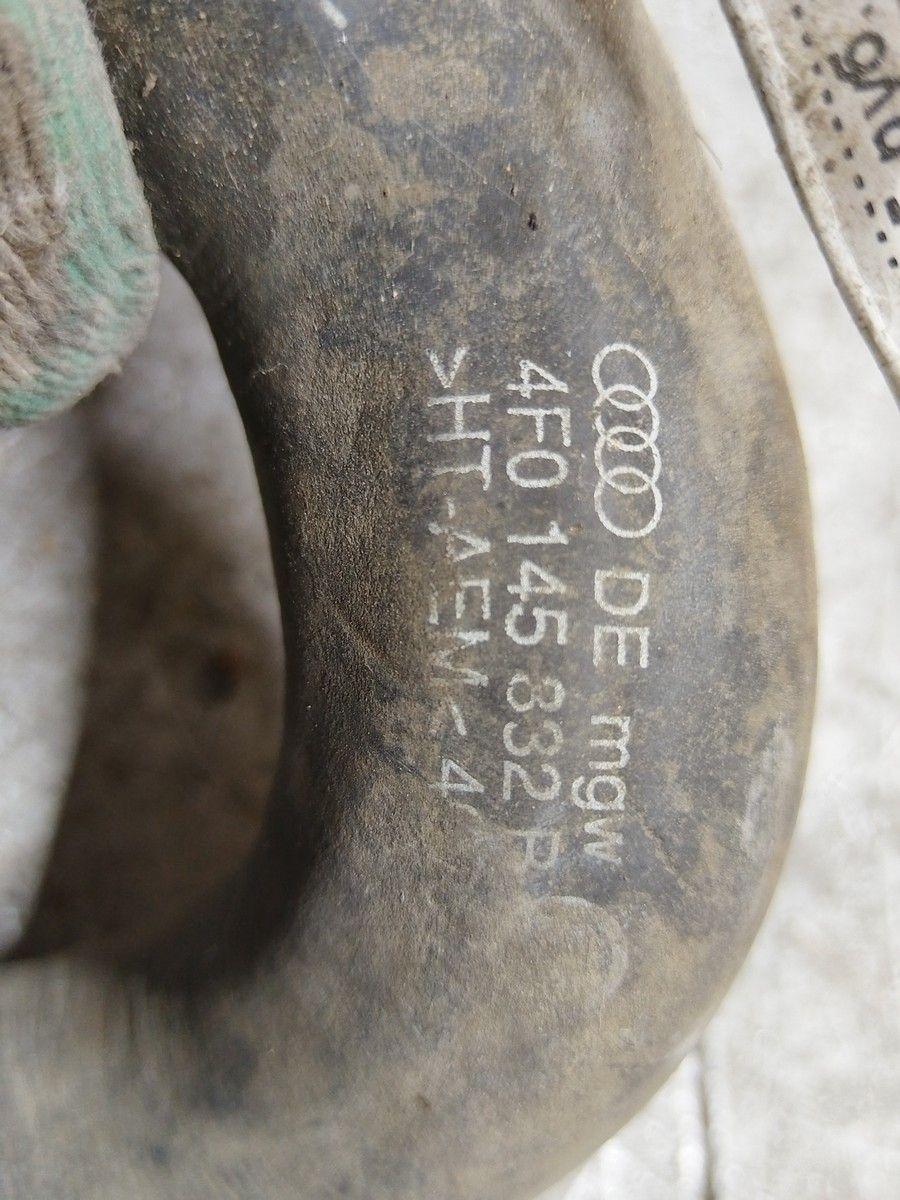 DE mgw
4F0 145 832 P
>HT-AEM-4